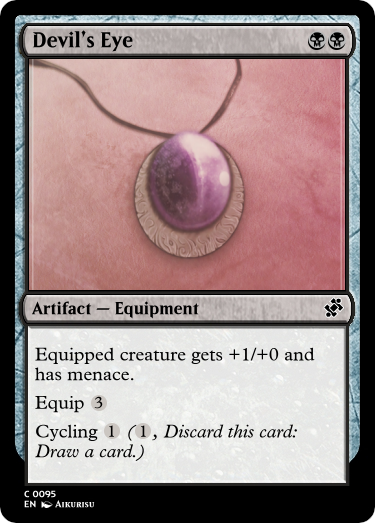 Devil's Eye
Artifact — Equipment
Equipped creature gets +1/+0 and
has menace.
Equip 3
Cycling 1 (1, Discard this card:
Draw a card.)
C 0095
EN AIKURISU